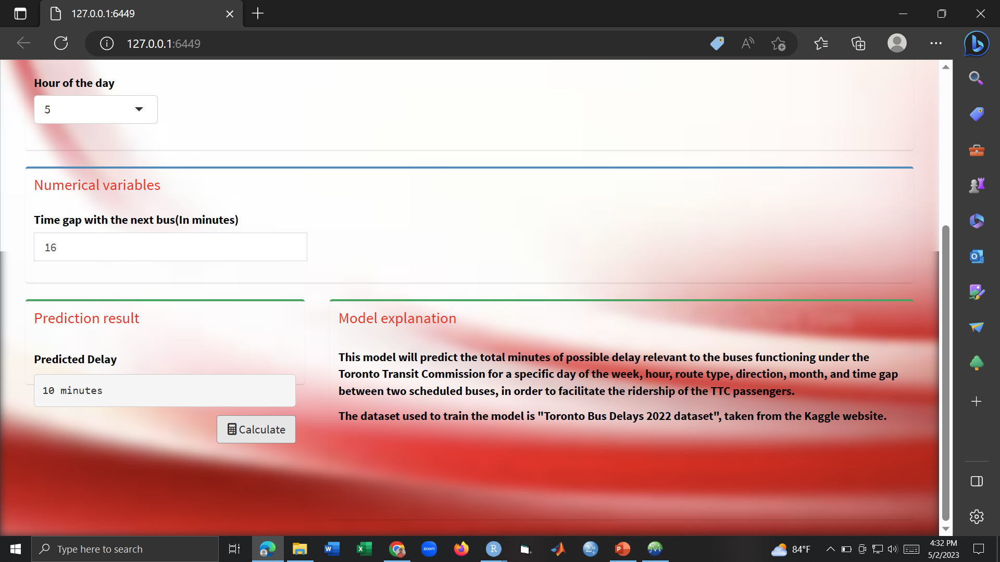 127.0.0.1:6449
127.0.0.1:6449
Hour of the day
5
Numerical variables
Time gap with the next bus(In minutes)
16
Prediction result
Predicted Delay
10 minutes
Calculate
Model explanation
This model will predict the total minutes of possible delay relevant to the buses functioning under the
Toronto Transit Commission for a specific day of the week, hour, route type, direction, month, and time gap
between two scheduled buses, in order to facilitate the ridership of the TTC passengers.
The dataset used to train the model is "Toronto Bus Delays 2022 dataset", taken from the Kaggle website.
Type here to search
zoom
84°F
4:32 PM
5/2/2023